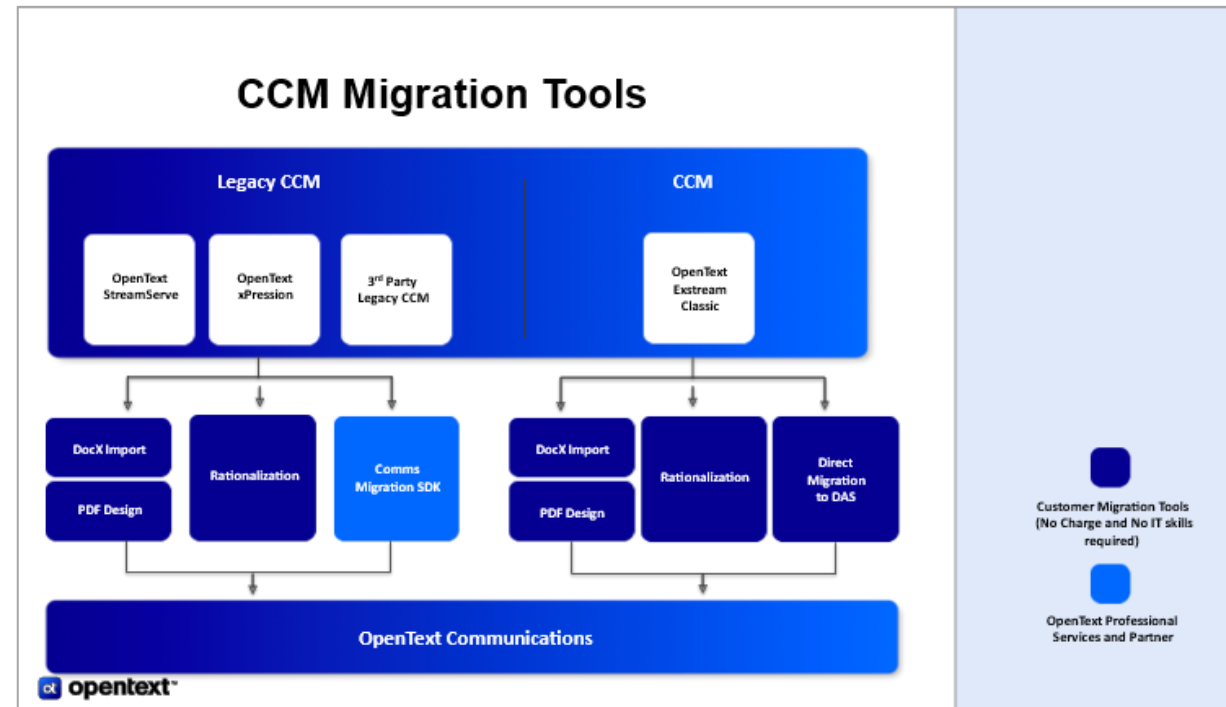 CCM Migration Tools
Legacy CCM
CCM
OpenText
StreamServe
OpenText
xPression
3rd Party
Legacy CCM
OpenText
Exstream
Classic
DocX Import
PDF Design
Rationalization
Comms
Migration SDK
DocX Import
PDF Design
Rationalization
Direct
Migration
to DAS
OpenText Communications
ot opentext™
Customer Migration Tools
(No Charge and No IT skills
required)
OpenText Professional
Services and Partner